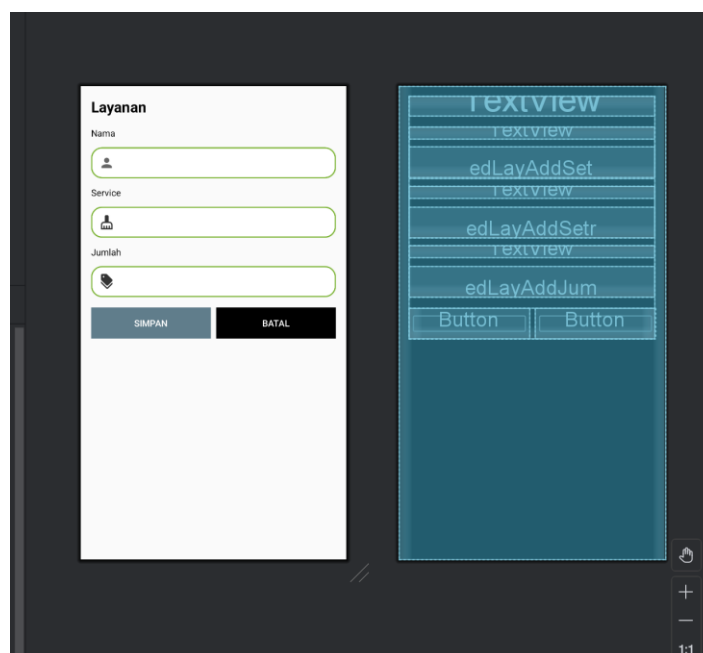 Layanan
Nama
Service
Jumlah
SIMPAN BATAL
TextView
TextView
edLayAddSet
TextView
edLayAddSetr
TextView
edLayAddJum
Button Button
1:1